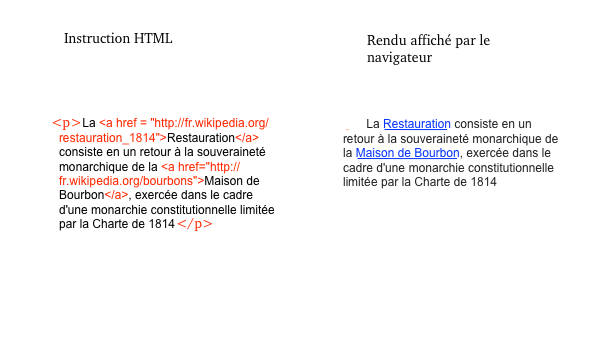 Instruction HTML
Rendu affiché par le
navigateur
<p>La <a href = "http://fr.wikipedia.org/
restauration_1814">Restauration</a>
consiste en un retour à la souveraineté
monarchique de la <a href="http://
fr.wikipedia.org/bourbons">Maison de
Bourbon</a>, exercée dans le cadre
d'une monarchie constitutionnelle limitée
par la Charte de 1814 </p>
La Restauration consiste en un
retour à la souveraineté monarchique de
la Maison de Bourbon, exercée dans le
cadre d'une monarchie constitutionnelle
limitée par la Charte de 1814